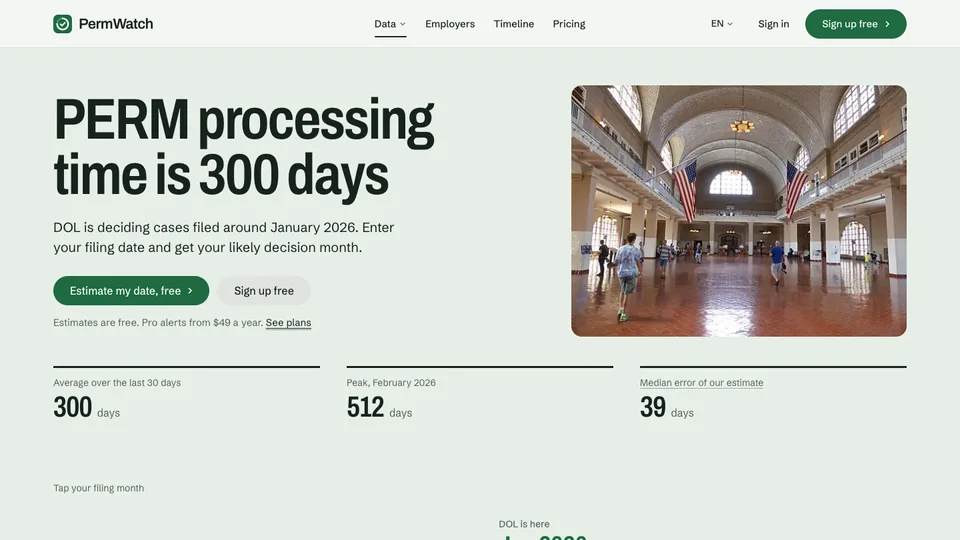 PermWatch
Data
Employers
Timeline
Pricing
EN
Sign in
Sign up free
PERM processing
time is 300 days
DOL is deciding cases filed around January 2026. Enter
your filing date and get your likely decision month.
Estimate my date, free
Sign up free
Estimates are free. Pro alerts from $49 a year. See plans
Average over the last 30 days
300 days
Peak, February 2026
512 days
Median error of our estimate
39 days
Tap your filing month
DOL is here